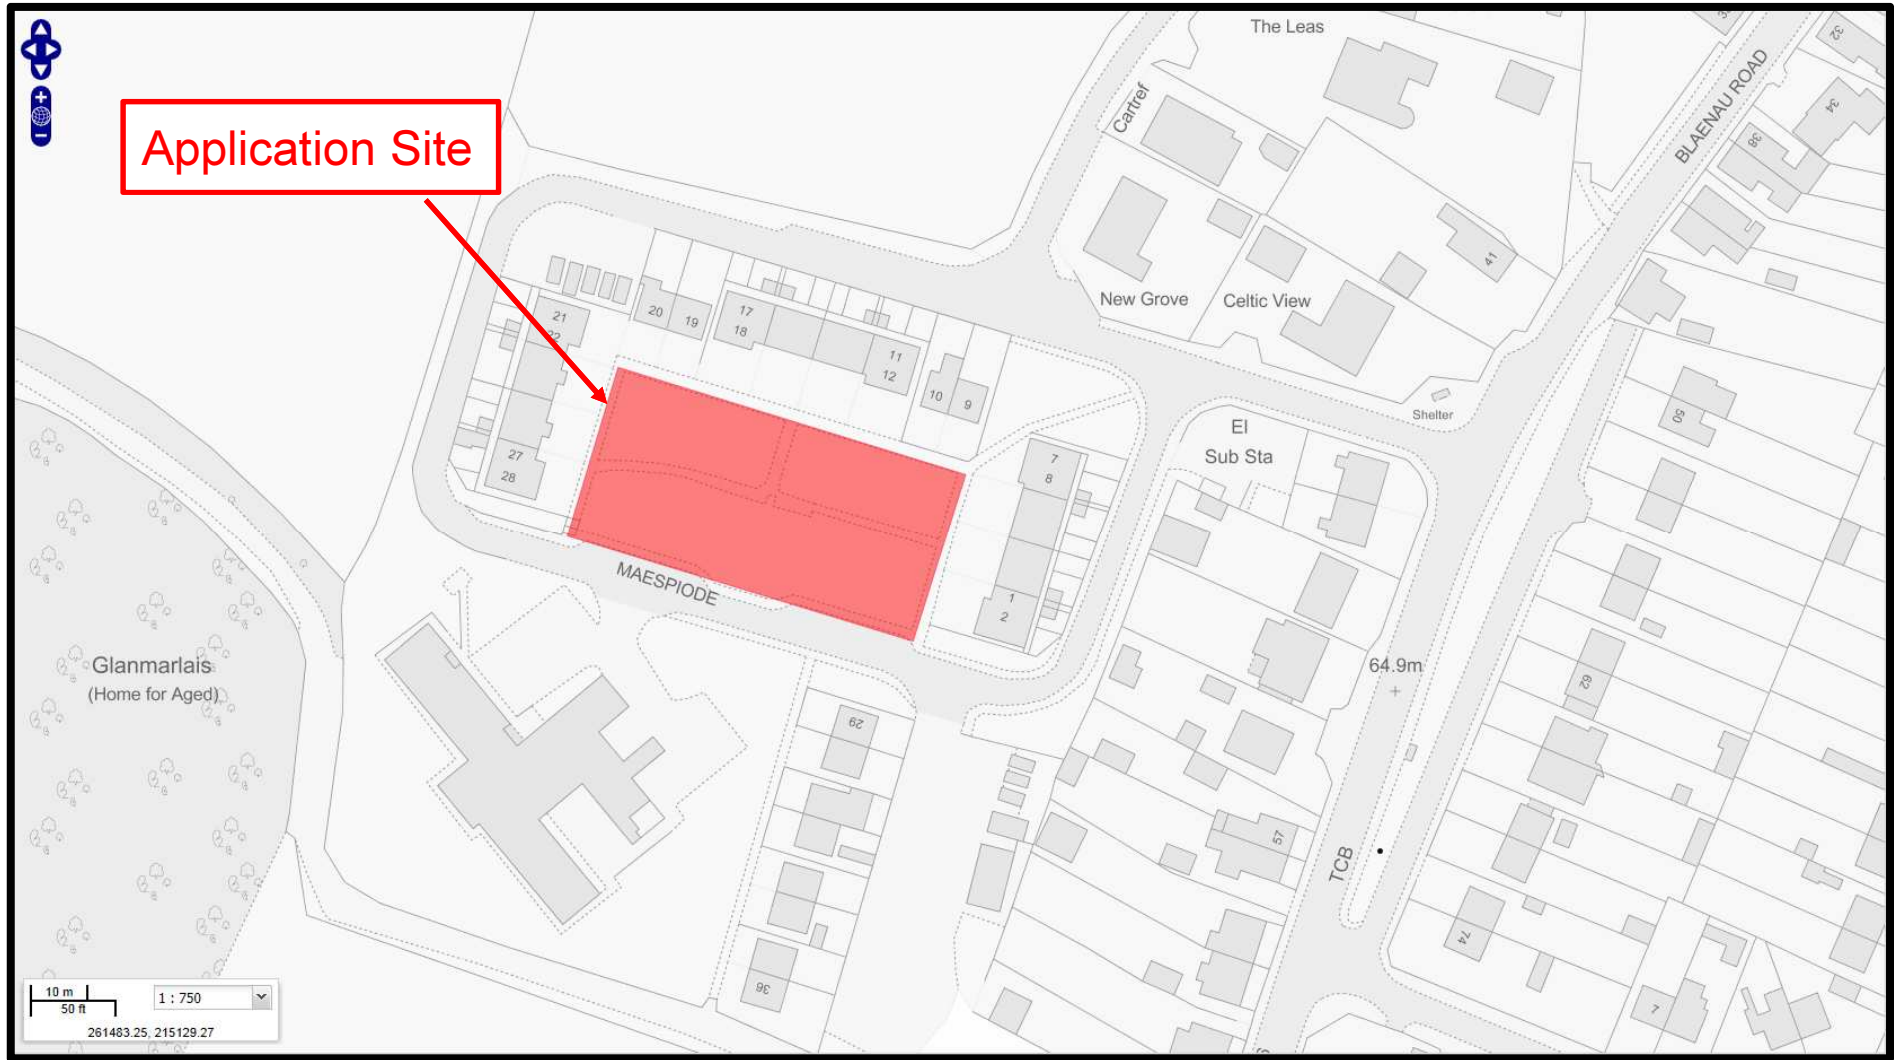 The Leas
Cartref
BLAENAU ROAD
32
34
38
Application Site
41
New Grove
Celtic View
21
22
20
19
17
18
11
12
10
9
Shelter
50
El
Sub Sta
27
28
7
8
MAESPIODE
1
2
Glanmarlais
(Home for Aged)
64.9m
62
29
57
TCB
74
36
7
10 m
50 ft
1 : 750
261483.25, 215129.27